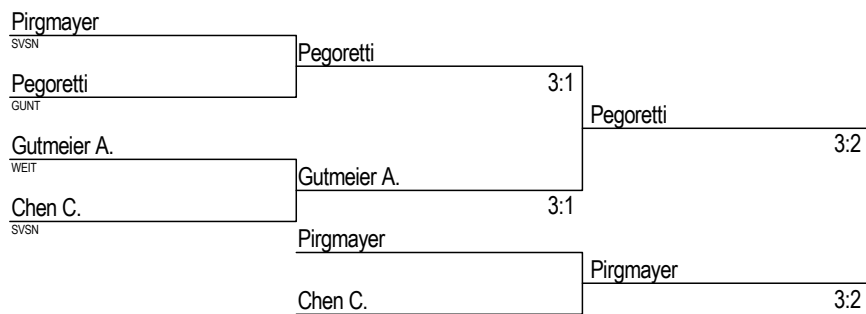 Pirgmayer
SVSN
Pegoretti
Pegoretti
3:1
GUNT
Pegoretti
Gutmeier A.
3:2
WEIT
Gutmeier A.
Chen C.
3:1
SVSN
Pirgmayer
Pirgmayer
Chen C.
3:2